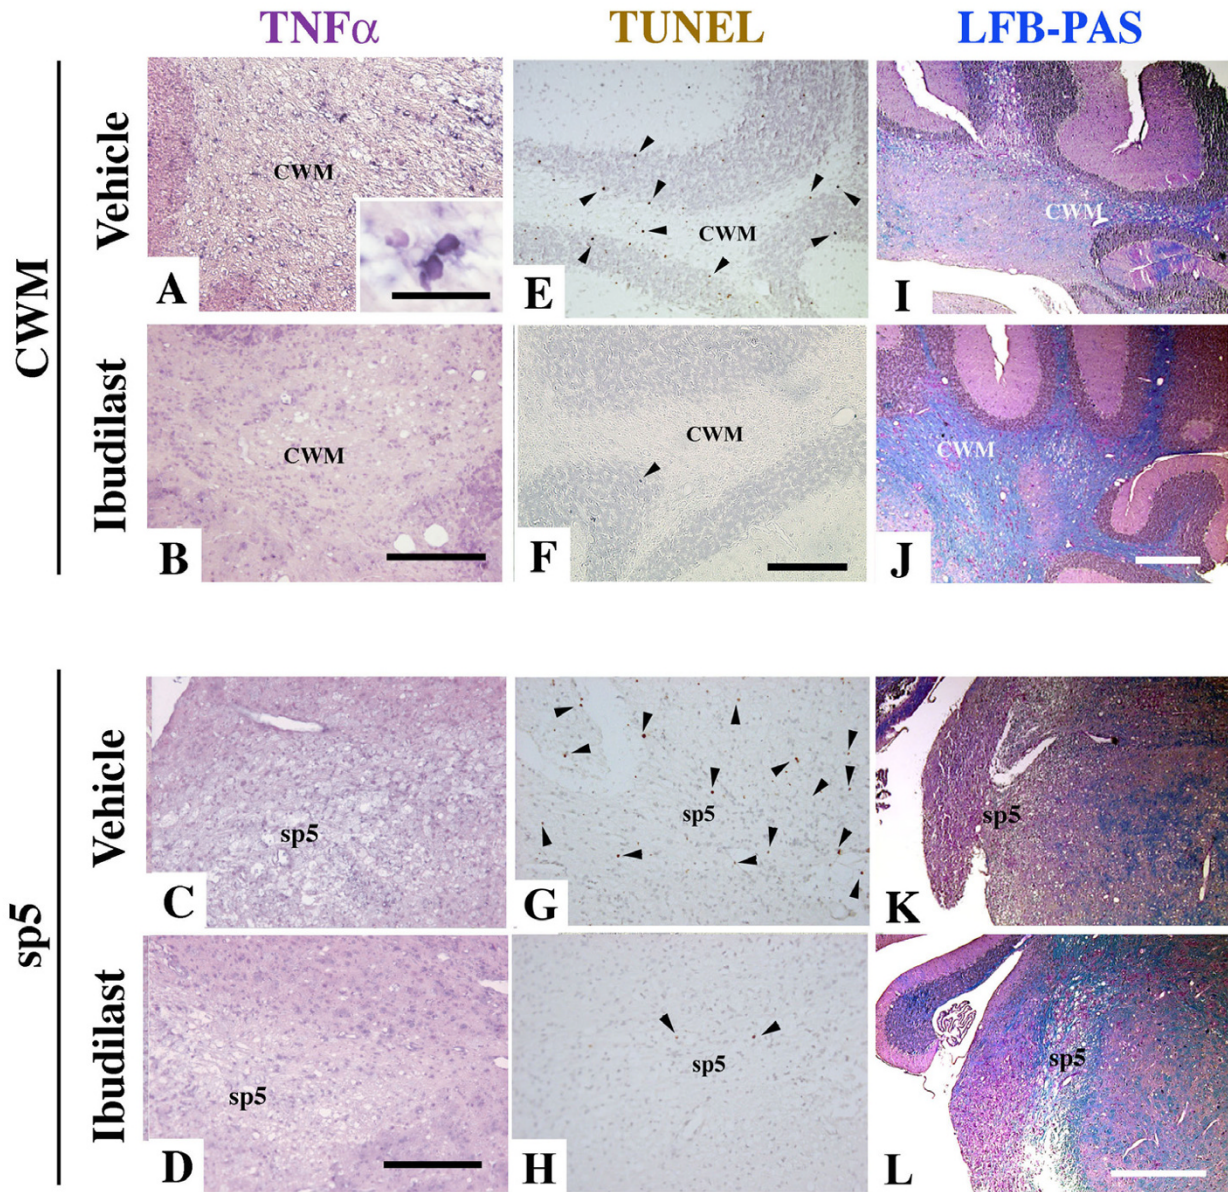 TNFα TUNEL LFB-PAS
CWM
Vehicle
CWM
A
CWM
E
CWM
I
Ibudilast
CWM
B
CWM
F
CWM
J
sp5
Vehicle
sp5
C
sp5
G
sp5
K
Ibudilast
sp5
D
sp5
H
sp5
L